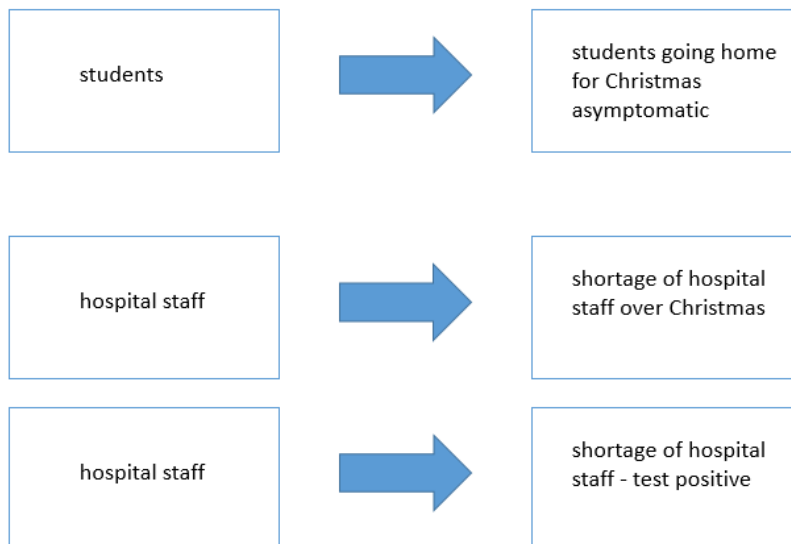 students
students going home
for Christmas
asymptomatic
hospital staff
shortage of hospital
staff over Christmas
hospital staff
shortage of hospital
staff - test positive